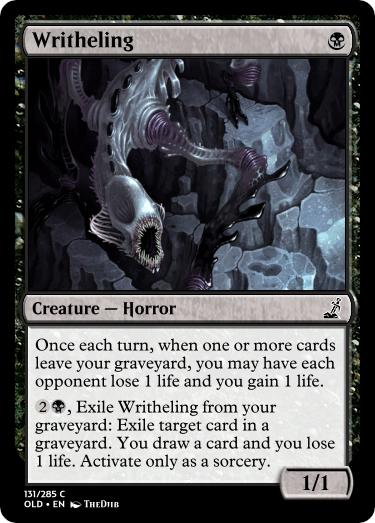 Writheling
Creature — Horror
Once each turn, when one or more cards
leave your graveyard, you may have each
opponent lose 1 life and you gain 1 life.
2, Exile Writheling from your
graveyard: Exile target card in a
graveyard. You draw a card and you lose
1 life. Activate only as a sorcery.
1/1
131/285 C
OLD • EN TheDtib